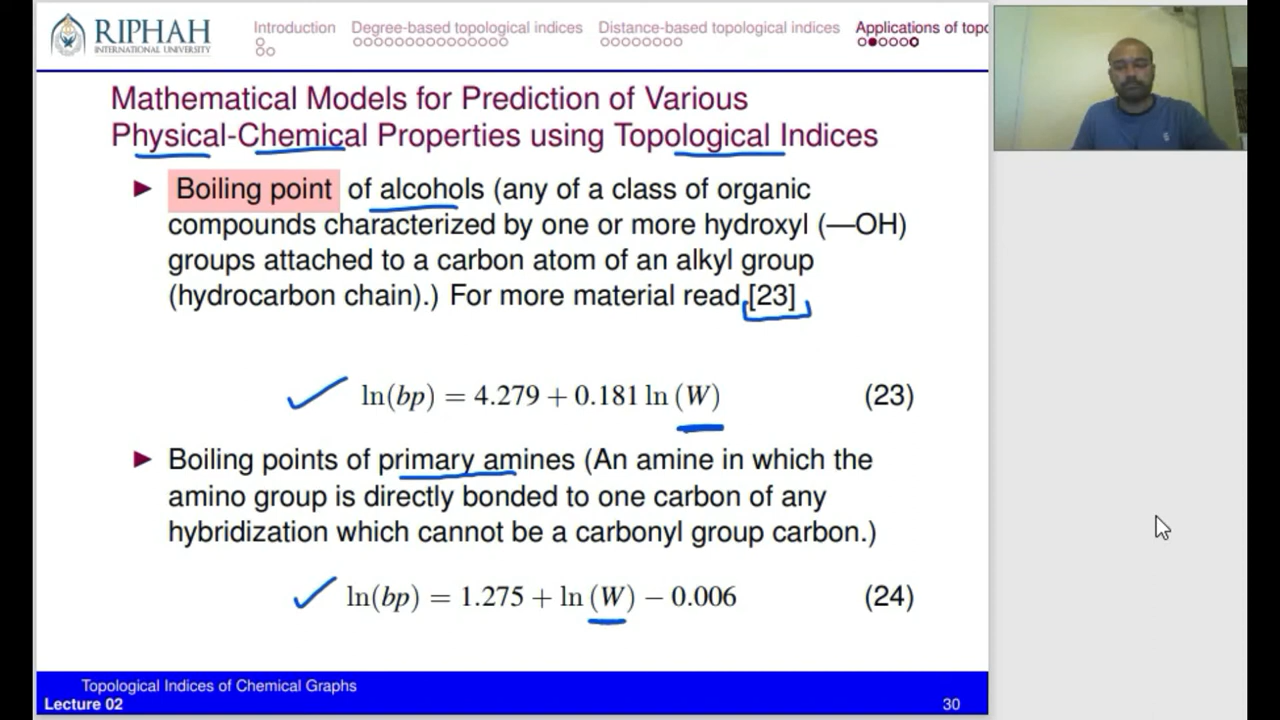 RIPHAH
INTERNATIONAL UNIVERSITY
Introduction Degree-based topological indices Distance-based topological indices Applications of topo
Mathematical Models for Prediction of Various
Physical-Chemical Properties using Topological Indices
Boiling point of alcohols (any of a class of organic
compounds characterized by one or more hydroxyl (—OH)
groups attached to a carbon atom of an alkyl group
(hydrocarbon chain).) For more material read [23]
ln(bp) = 4.279 + 0.181 ln (W) (23)
Boiling points of primary amines (An amine in which the
amino group is directly bonded to one carbon of any
hybridization which cannot be a carbonyl group carbon.)
ln(bp) = 1.275 + ln (W) − 0.006 (24)
Topological Indices of Chemical Graphs
Lecture 02 30